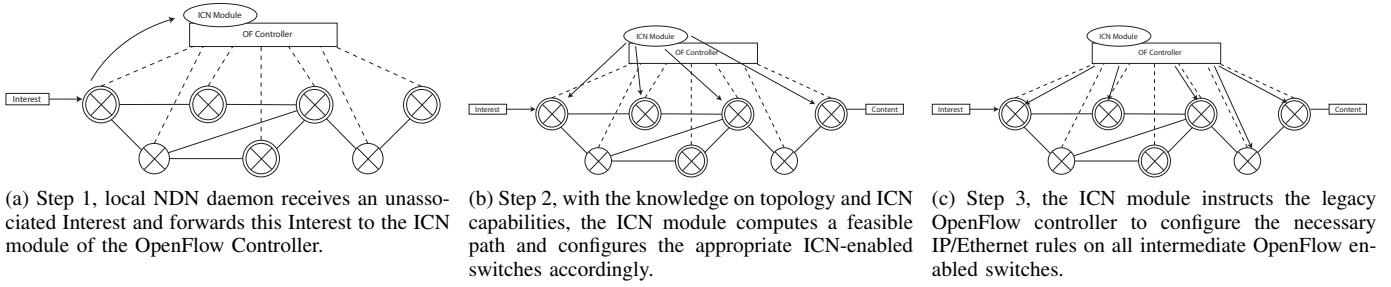 ICN Module
OF Controller
Interest
(a) Step 1, local NDN daemon receives an unasso-
ciated Interest and forwards this Interest to the ICN
module of the OpenFlow Controller.
ICN Module
OF Controller
Interest
Content
(b) Step 2, with the knowledge on topology and ICN
capabilities, the ICN module computes a feasible
path and configures the appropriate ICN-enabled
switches accordingly.
ICN Module
OF Controller
Interest
Content
(c) Step 3, the ICN module instructs the legacy
OpenFlow controller to configure the necessary
IP/Ethernet rules on all intermediate OpenFlow en-
abled switches.